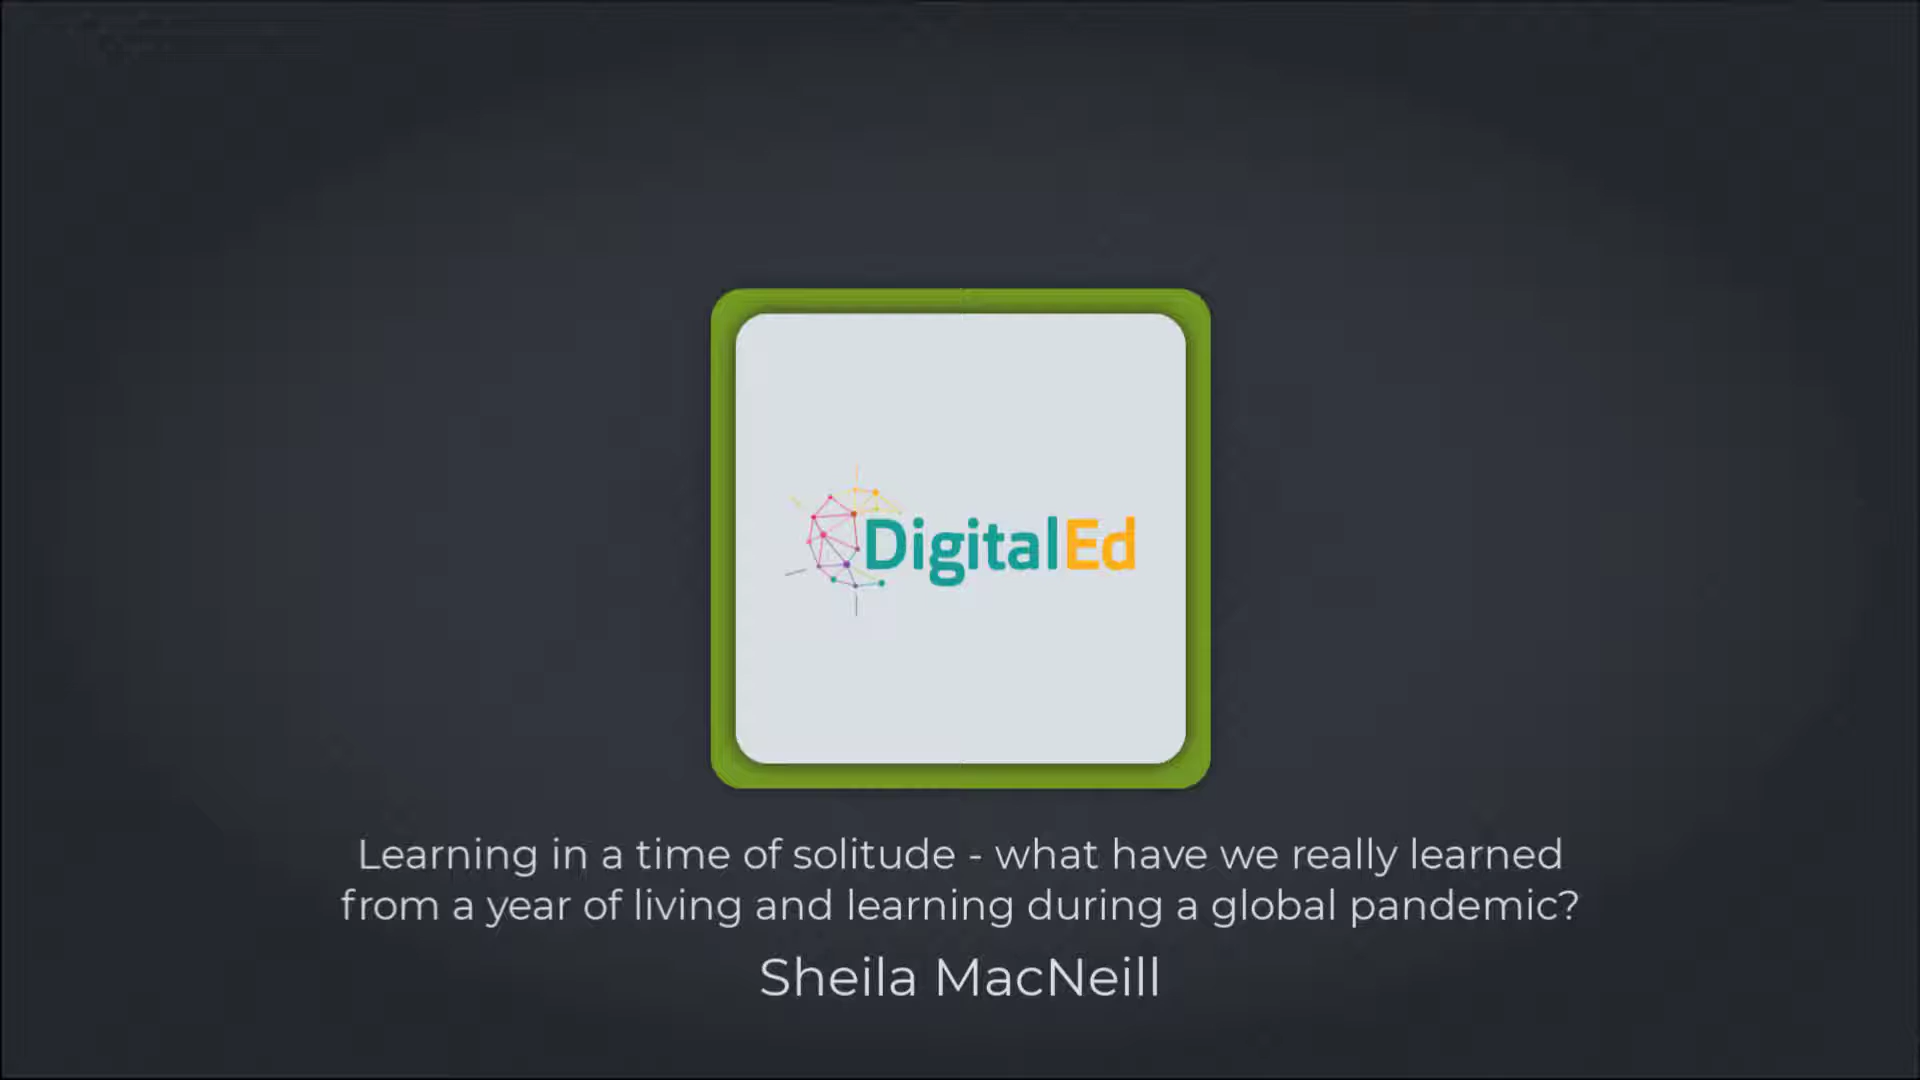 DigitalEd
Learning in a time of solitude - what have we really learned
from a year of living and learning during a global pandemic?
Sheila MacNeill